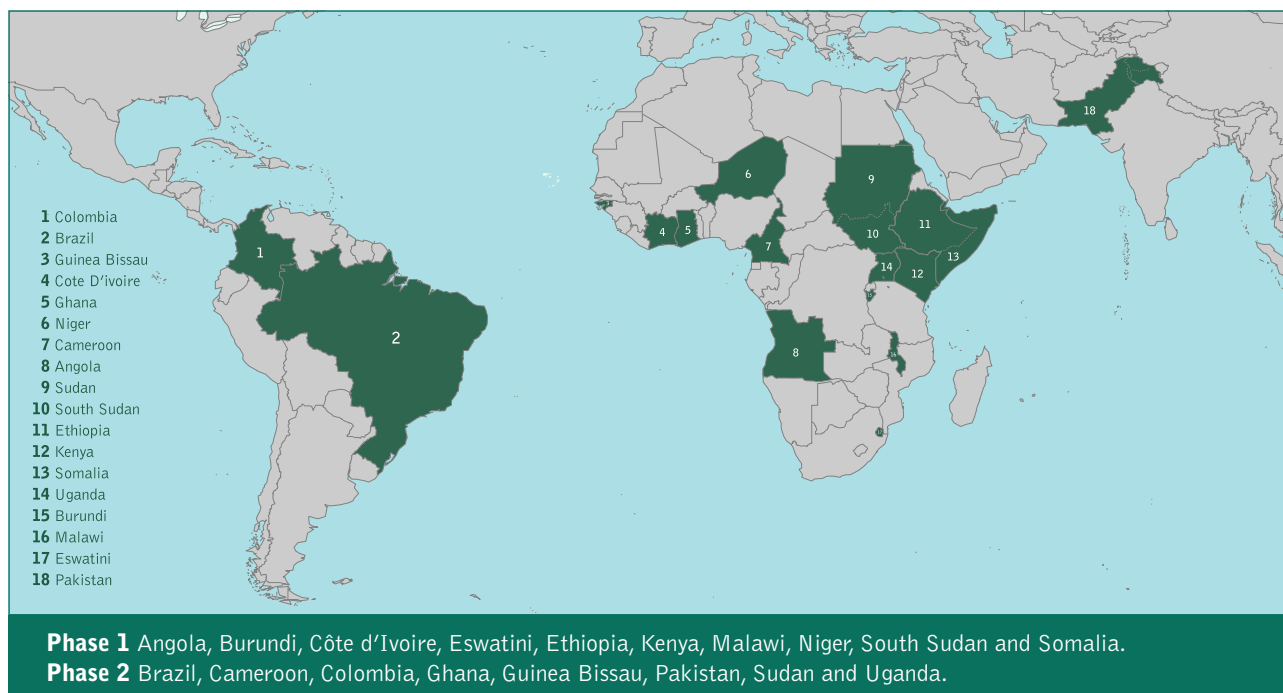 1 Colombia
2 Brazil
3 Guinea Bissau
4 Cote D'ivoire
5 Ghana
6 Niger
7 Cameroon
8 Angola
9 Sudan
10 South Sudan
11 Ethiopia
12 Kenya
13 Somalia
14 Uganda
15 Burundi
16 Malawi
17 Eswatini
18 Pakistan
1
2
4
5
6
7
8
9
10
11
12
13
14
16
18
Phase 1 Angola, Burundi, Côte d’Ivoire, Eswatini, Ethiopia, Kenya, Malawi, Niger, South Sudan and Somalia.
Phase 2 Brazil, Cameroon, Colombia, Ghana, Guinea Bissau, Pakistan, Sudan and Uganda.